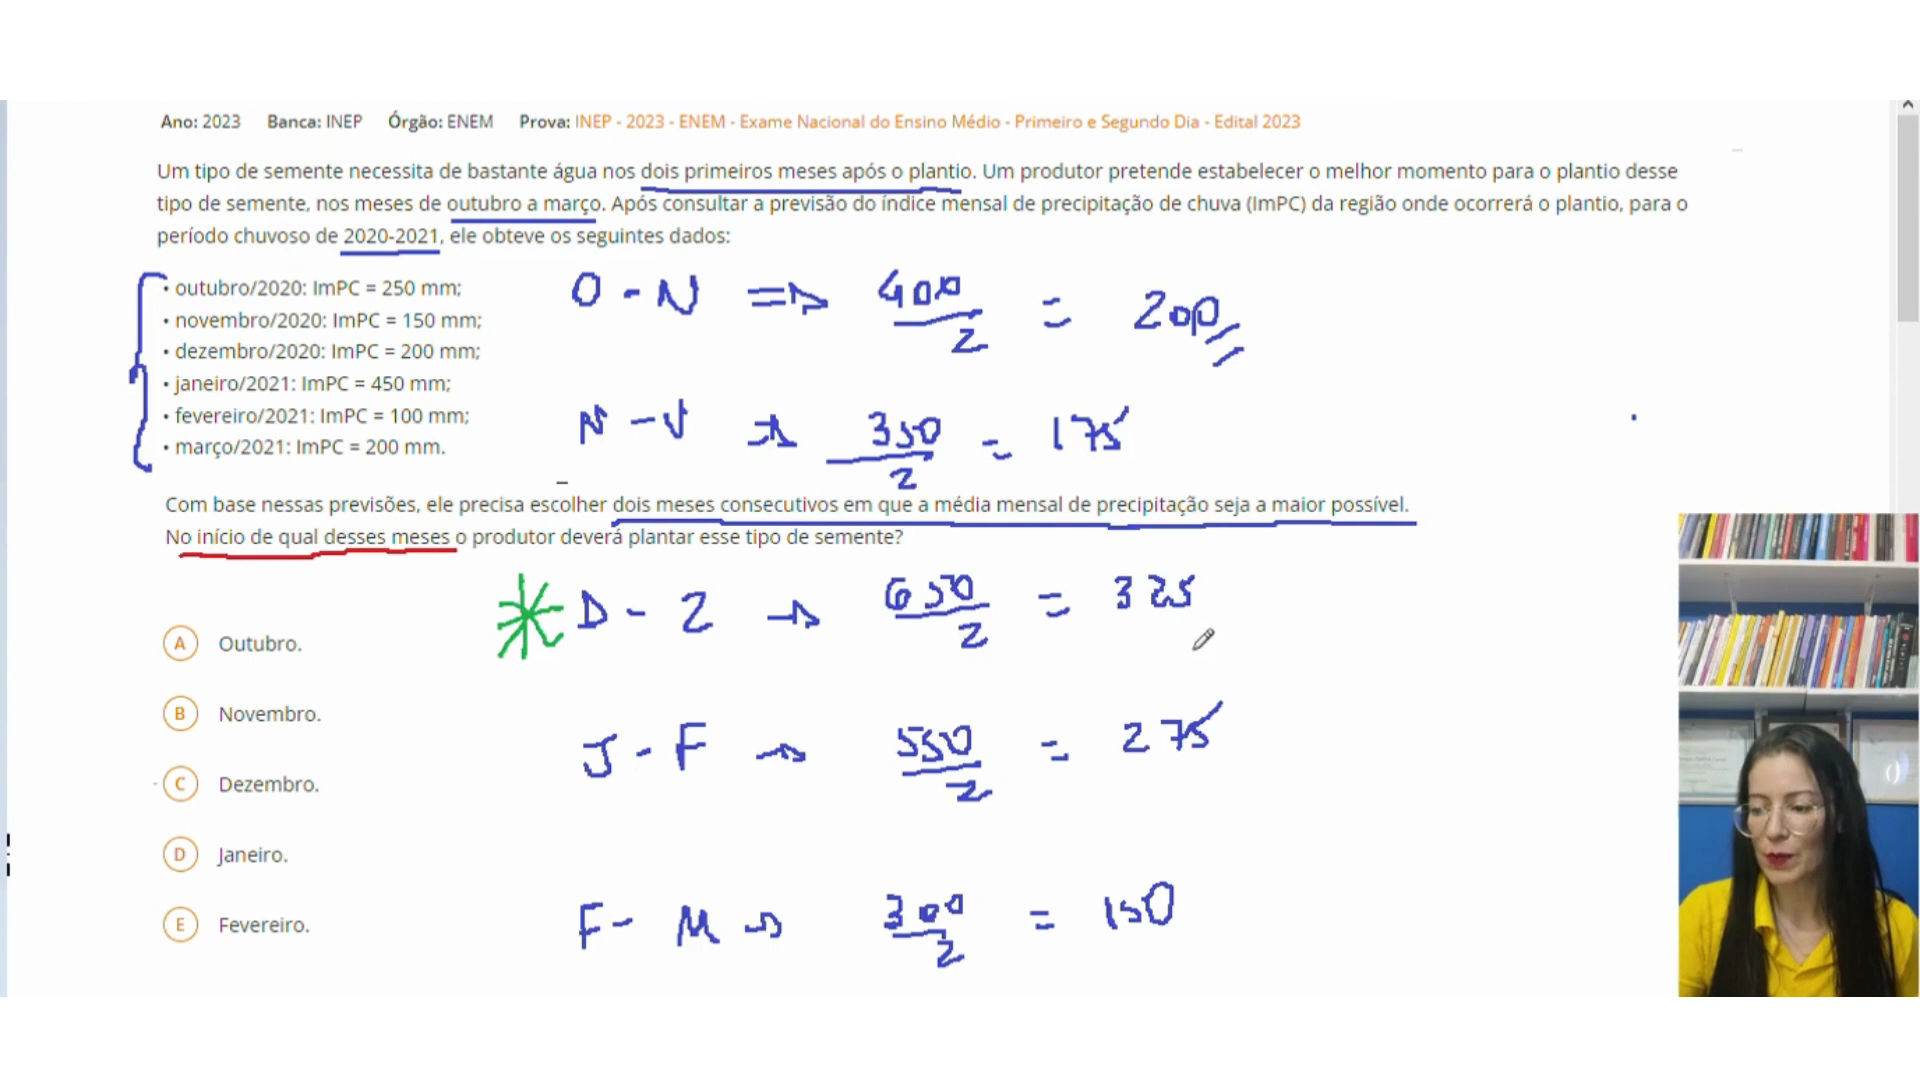 Ano: 2023 Banca: INEP Órgão: ENEM Prova: INEP - 2023 - ENEM - Exame Nacional do Ensino Médio - Primeiro e Segundo Dia - Edital 2023
Um tipo de semente necessita de bastante água nos dois primeiros meses após o plantio. Um produtor pretende estabelecer o melhor momento para o plantio desse
tipo de semente, nos meses de outubro a março. Após consultar a previsão do índice mensal de precipitação de chuva (ImPC) da região onde ocorrerá o plantio, para o
período chuvoso de 2020-2021, ele obteve os seguintes dados:
• outubro/2020: ImPC = 250 mm;
• novembro/2020: ImPC = 150 mm;
• dezembro/2020: ImPC = 200 mm;
• janeiro/2021: ImPC = 450 mm;
• fevereiro/2021: ImPC = 100 mm;
• março/2021: ImPC = 200 mm.
O - N => 400/2 = 200
350/2 = 175
Com base nessas previsões, ele precisa escolher dois meses consecutivos em que a média mensal de precipitação seja a maior possível.
No início de qual desses meses o produtor deverá plantar esse tipo de semente?
D - 2 → 650/2 = 325
J - F → 550/2 = 275
F - M → 300/2 = 150
A Outubro.
B Novembro.
C Dezembro.
D Janeiro.
E Fevereiro.